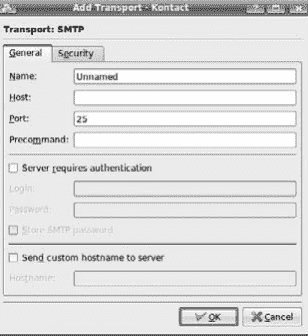 Add Transport - Kontact
Transport: SMTP
General Security
Name: Unnamed
Host:
Port: 25
Precommand:
Server requires authentication
Login:
Password:
Store SMTP password
Send custom hostname to server
Hostname:
OK Cancel